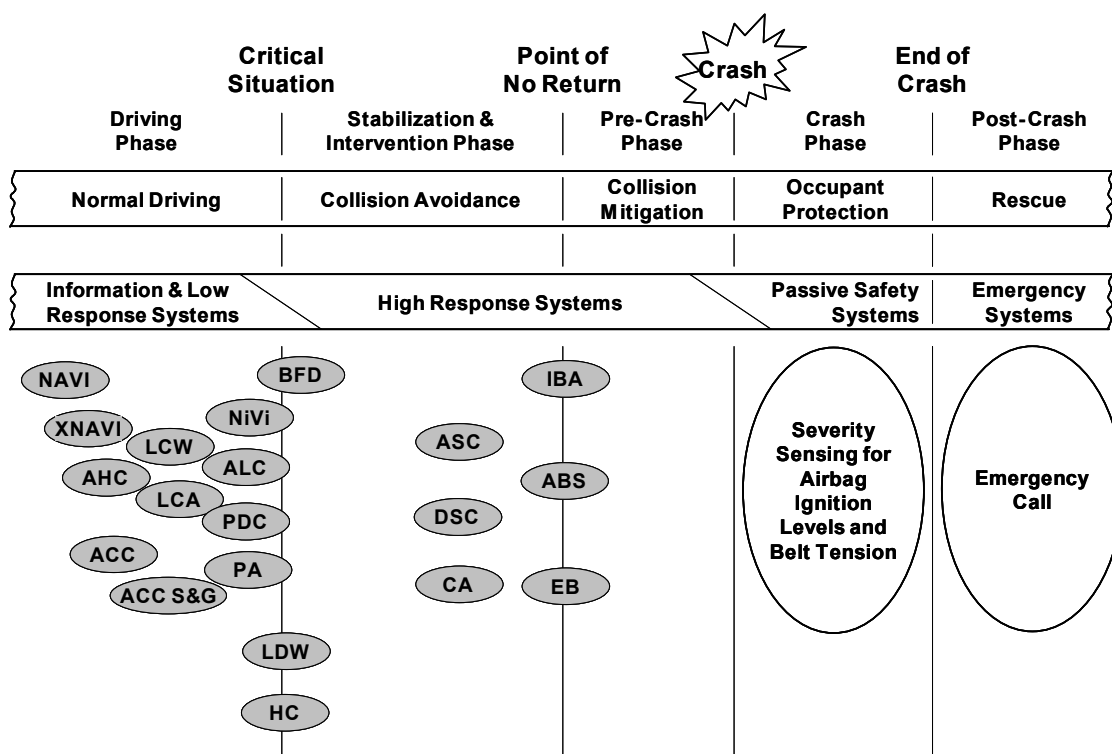 Critical
Situation
Point of
No Return
Crash
End of
Crash
Driving
Phase
Stabilization &
Intervention Phase
Pre-Crash
Phase
Crash
Phase
Post-Crash
Phase
Normal Driving
Collision Avoidance
Collision
Mitigation
Occupant
Protection
Rescue
Information & Low
Response Systems
High Response Systems
Passive Safety
Systems
Emergency
Systems
NAVI
XNAVI
AHC
ACC
ACC S&G
LCW
LCA
NiVi
ALC
PDC
PA
BFD
LDW
HC
ASC
DSC
CA
IBA
ABS
EB
Severity
Sensing for
Airbag
Ignition
Levels and
Belt Tension
Emergency
Call